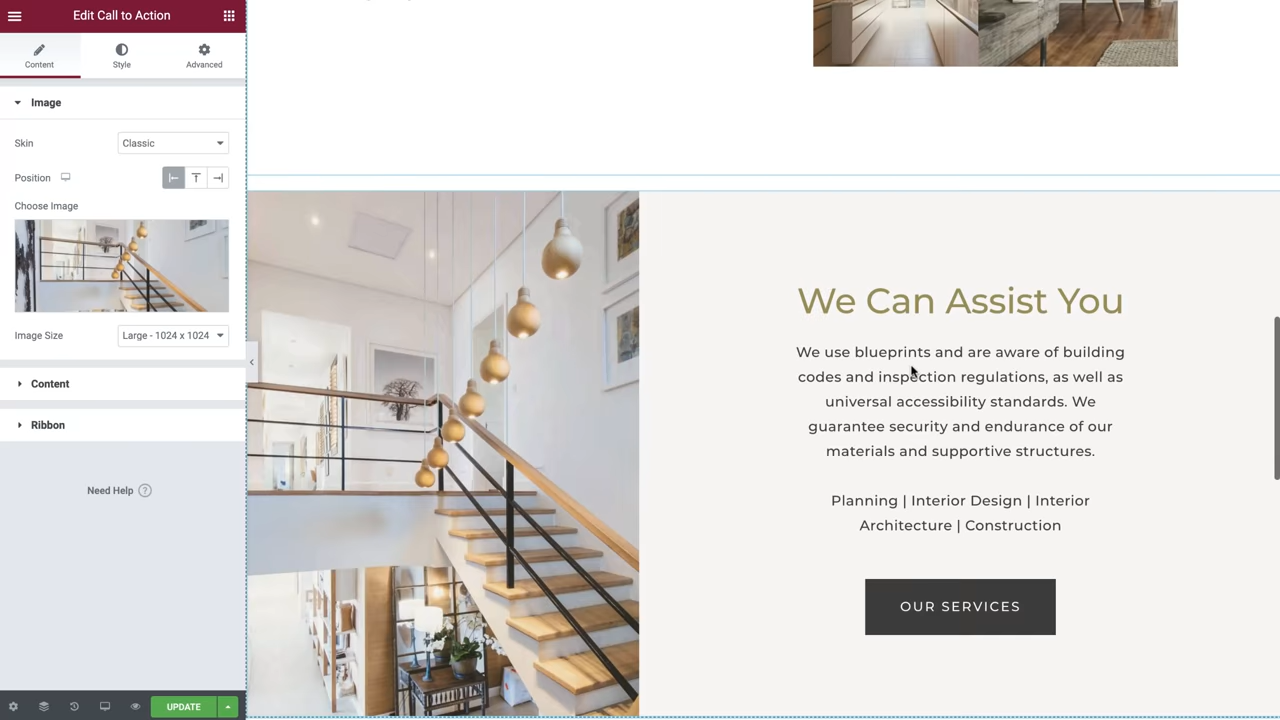 Edit Call to Action
Content
Style
Advanced
Image
Skin
Classic
Position
Choose Image
Image Size
Large - 1024 x 1024
Content
Ribbon
Need Help ?
UPDATE
We Can Assist You
We use blueprints and are aware of building
codes and inspection regulations, as well as
universal accessibility standards. We
guarantee security and endurance of our
materials and supportive structures.
Planning | Interior Design | Interior
Architecture | Construction
OUR SERVICES